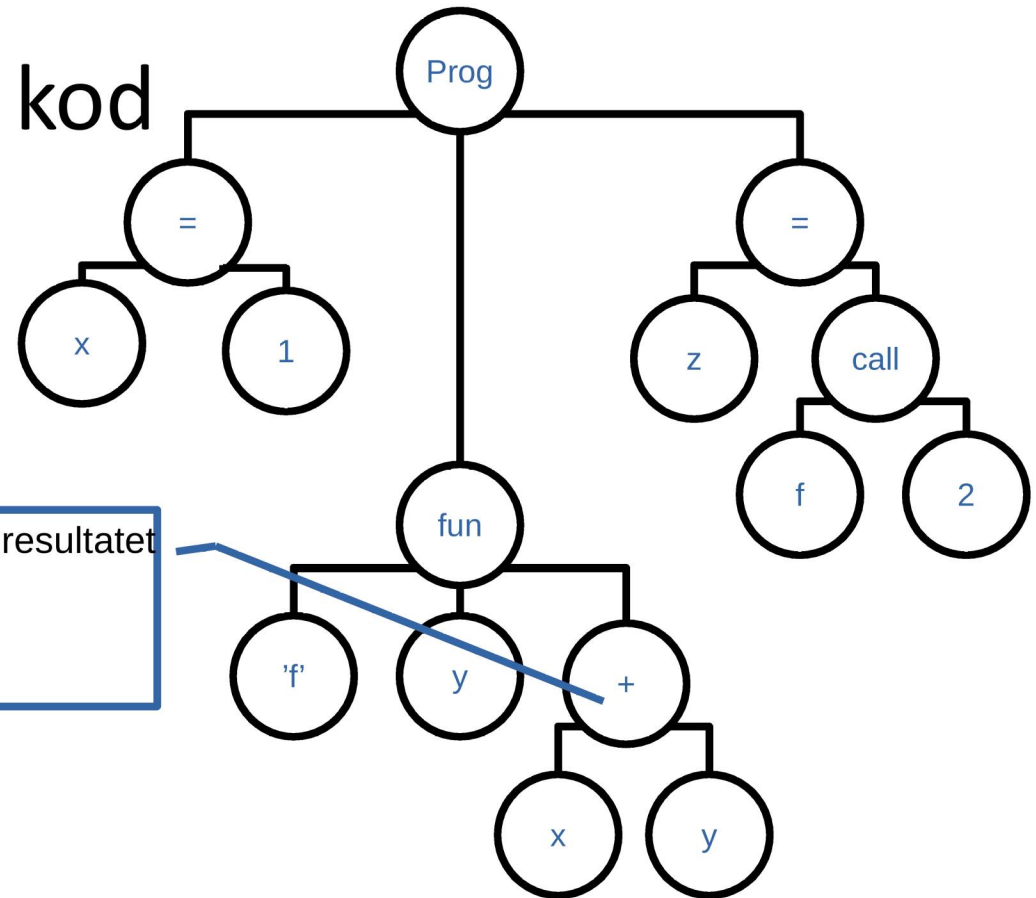 kod
Prog
=
=
x
1
z
call
f
2
resultatet
fun
’f’
y
+
x
y